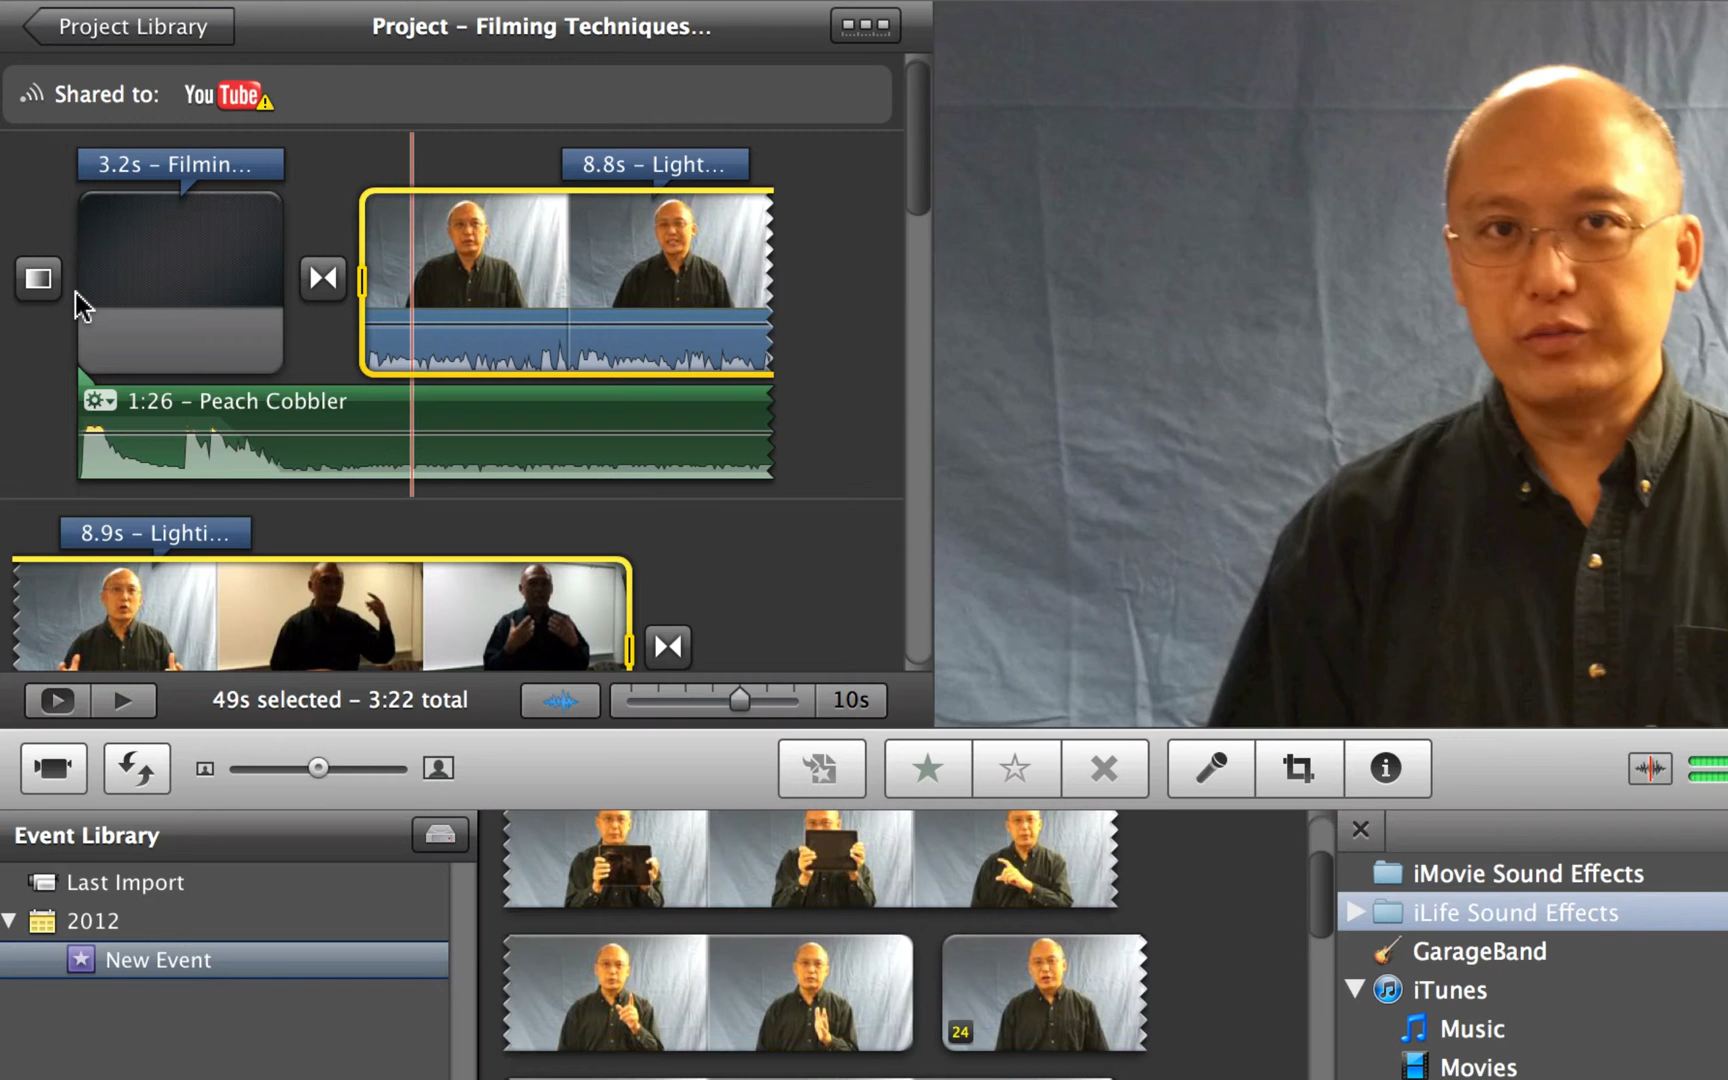 Project Library
Project – Filming Techniques...
Shared to: YouTube
3.2s – Filmin...
8.8s – Light...
1:26 – Peach Cobbler
8.9s – Lighti...
49s selected – 3:22 total
10s
Event Library
Last Import
2012
New Event
24
iMovie Sound Effects
iLife Sound Effects
GarageBand
iTunes
Music
Movies